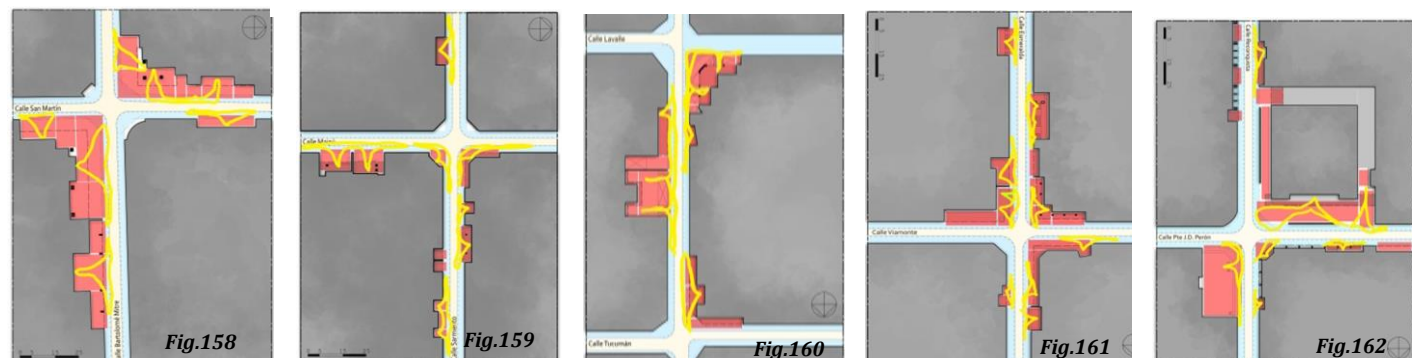 Calle San Martín
Calle Bartolomé Mitre
Fig.158
Calle Maipú
Calle Sarmiento
Fig.159
Calle Lavalle
Calle Tucumán
Fig.160
Calle Esmeralda
Calle Viamonte
Fig.161
Calle Reconquista
Calle Pte J.D. Perón
Fig.162